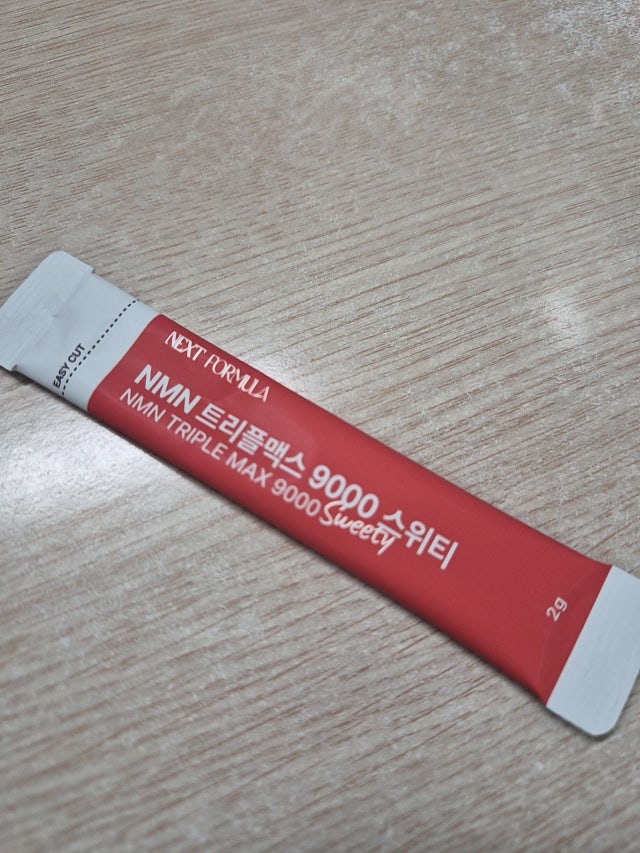 EASY CUT
NEXT FORMULA
NMN 트리플맥스 9000 스위티
NMN TRIPLE MAX 9000 Sweety
2g